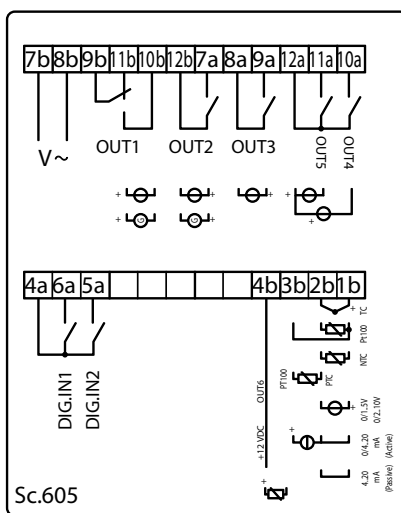 7b 8b 9b 11b 10b 12b 7a 8a 9a 12a 11a 10a
V~
OUT1
OUT2
OUT3
OUT5
OUT4
+
+
+
+
+
G
+
G
+
+
4a 6a 5a 4b 3b 2b 1b
DIG.IN1
DIG.IN2
+12 VDC OUT6
+
+ TC
Pt100
NTC
PT100
PTC
+
0/1.5V
0/2.10V
+
0/4.20
mA
(Active)
4.20
mA
(Passive)
Sc.605